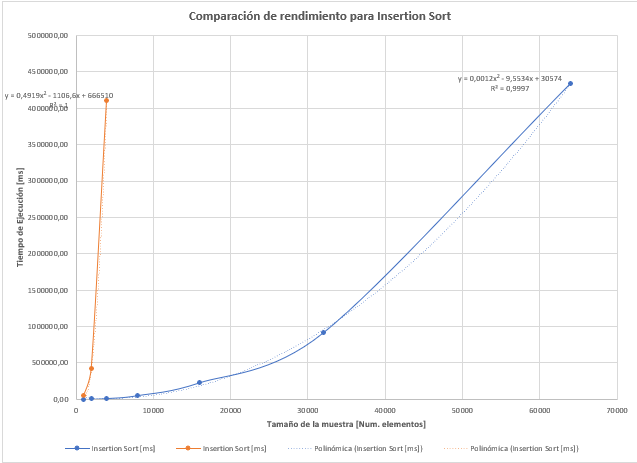 Comparación de rendimiento para Insertion Sort
5000000,00
4500000,00
4000000,00
3500000,00
3000000,00
2500000,00
2000000,00
1500000,00
1000000,00
500000,00
0,00
Tiempo de Ejecución [ms]
y = 0,4919x² - 1106,6x + 666510
R² = 1
y = 0,0012x² - 9,5534x + 30574
R² = 0,9997
0 10000 20000 30000 40000 50000 60000 70000
Tamaño de la muestra [Num. elementos]
Insertion Sort [ms] Insertion Sort [ms] Polinómica (Insertion Sort [ms]) Polinómica (Insertion Sort [ms])